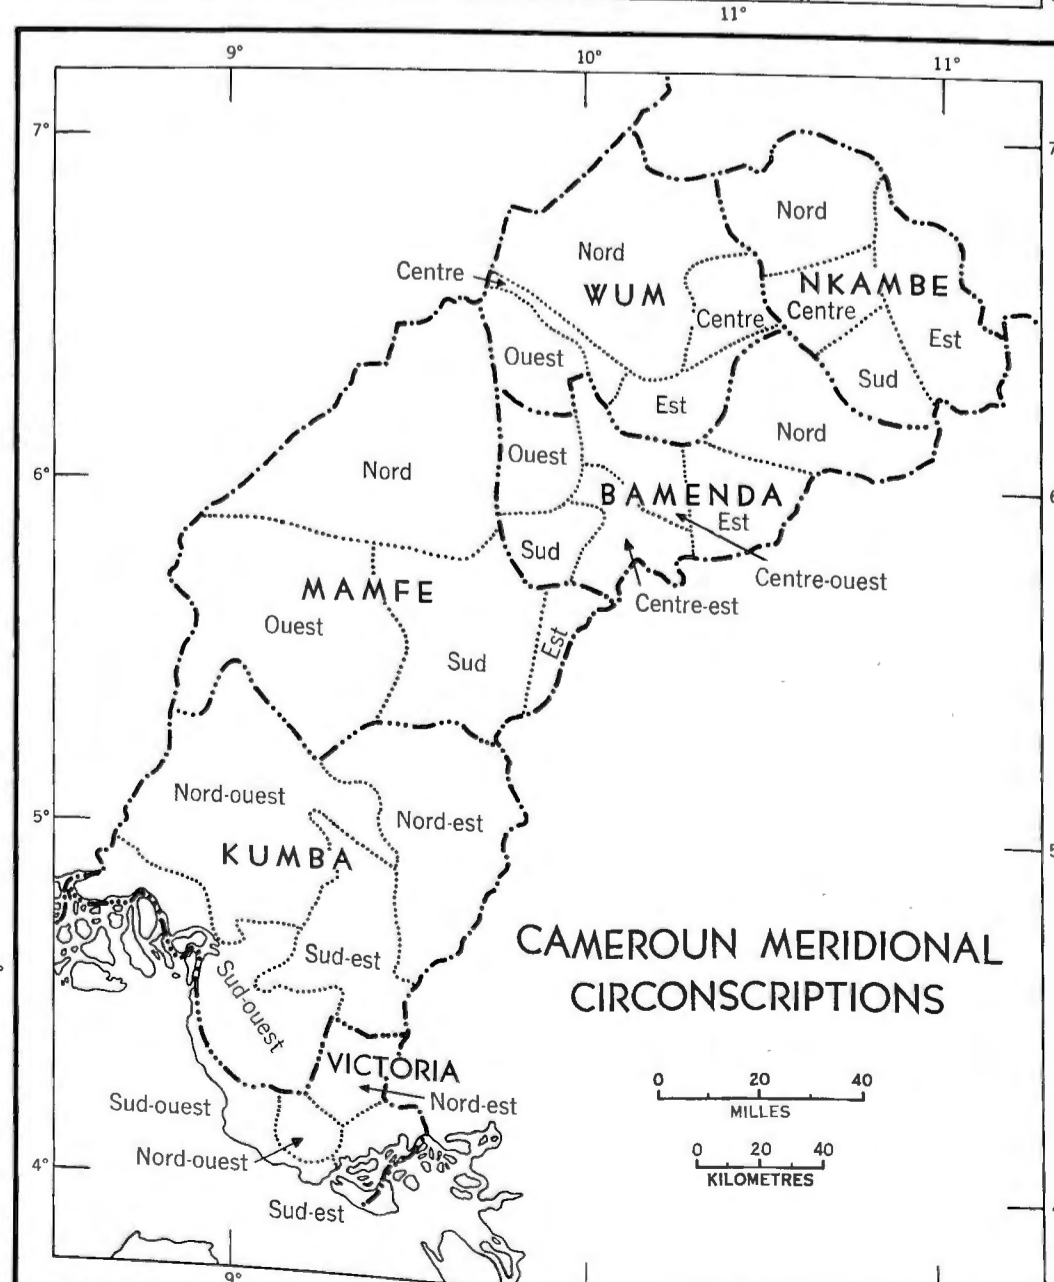 11°
9°
10°
11°
7°
7
Nord
Nord
Centre
WUM
NKAMBE
Centre
Centre
Est
Ouest
Sud
Est
Nord
Ouest
6°
6
Nord
BAMENDA
Est
Sud
Centre-ouest
MAMFE
Centre-est
Ouest
Est
Sud
Nord-ouest
5°
Nord-est
5
KUMBA
CAMEROUN MERIDIONAL
Sud-est
CIRCONSCRIPTIONS
Sud-ouest
VICTORIA
0 20 40
MILLES
Sud-ouest
Nord-est
Nord-ouest
4°
0 20 40
KILOMETRES
Sud-est
9°